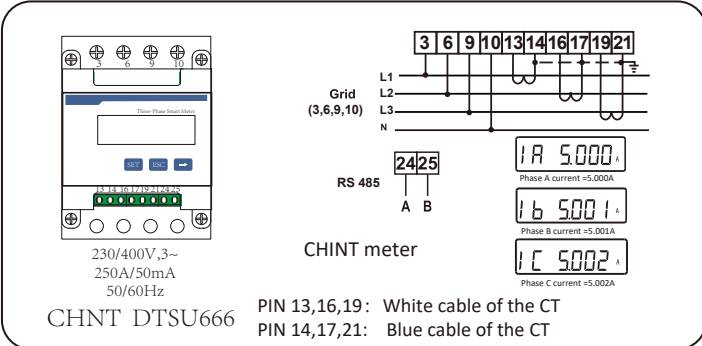 3 6 9 10
Three-Phase Smart Meter
SET ESC
13 14 16 17 19 21 24 25
230/400V,3~
250A/50mA
50/60Hz
CHNT DTSU666
3 6 9 10 13 14 16 17 19 21
L1
L2
L3
N
Grid
(3,6,9,10)
24 25
RS 485
A B
CHINT meter
IA 5.000 A
Phase A current =5.000A
Ib 5.001 A
Phase B current =5.001A
IC 5.002 A
Phase C current =5.002A
PIN 13,16,19: White cable of the CT
PIN 14,17,21: Blue cable of the CT